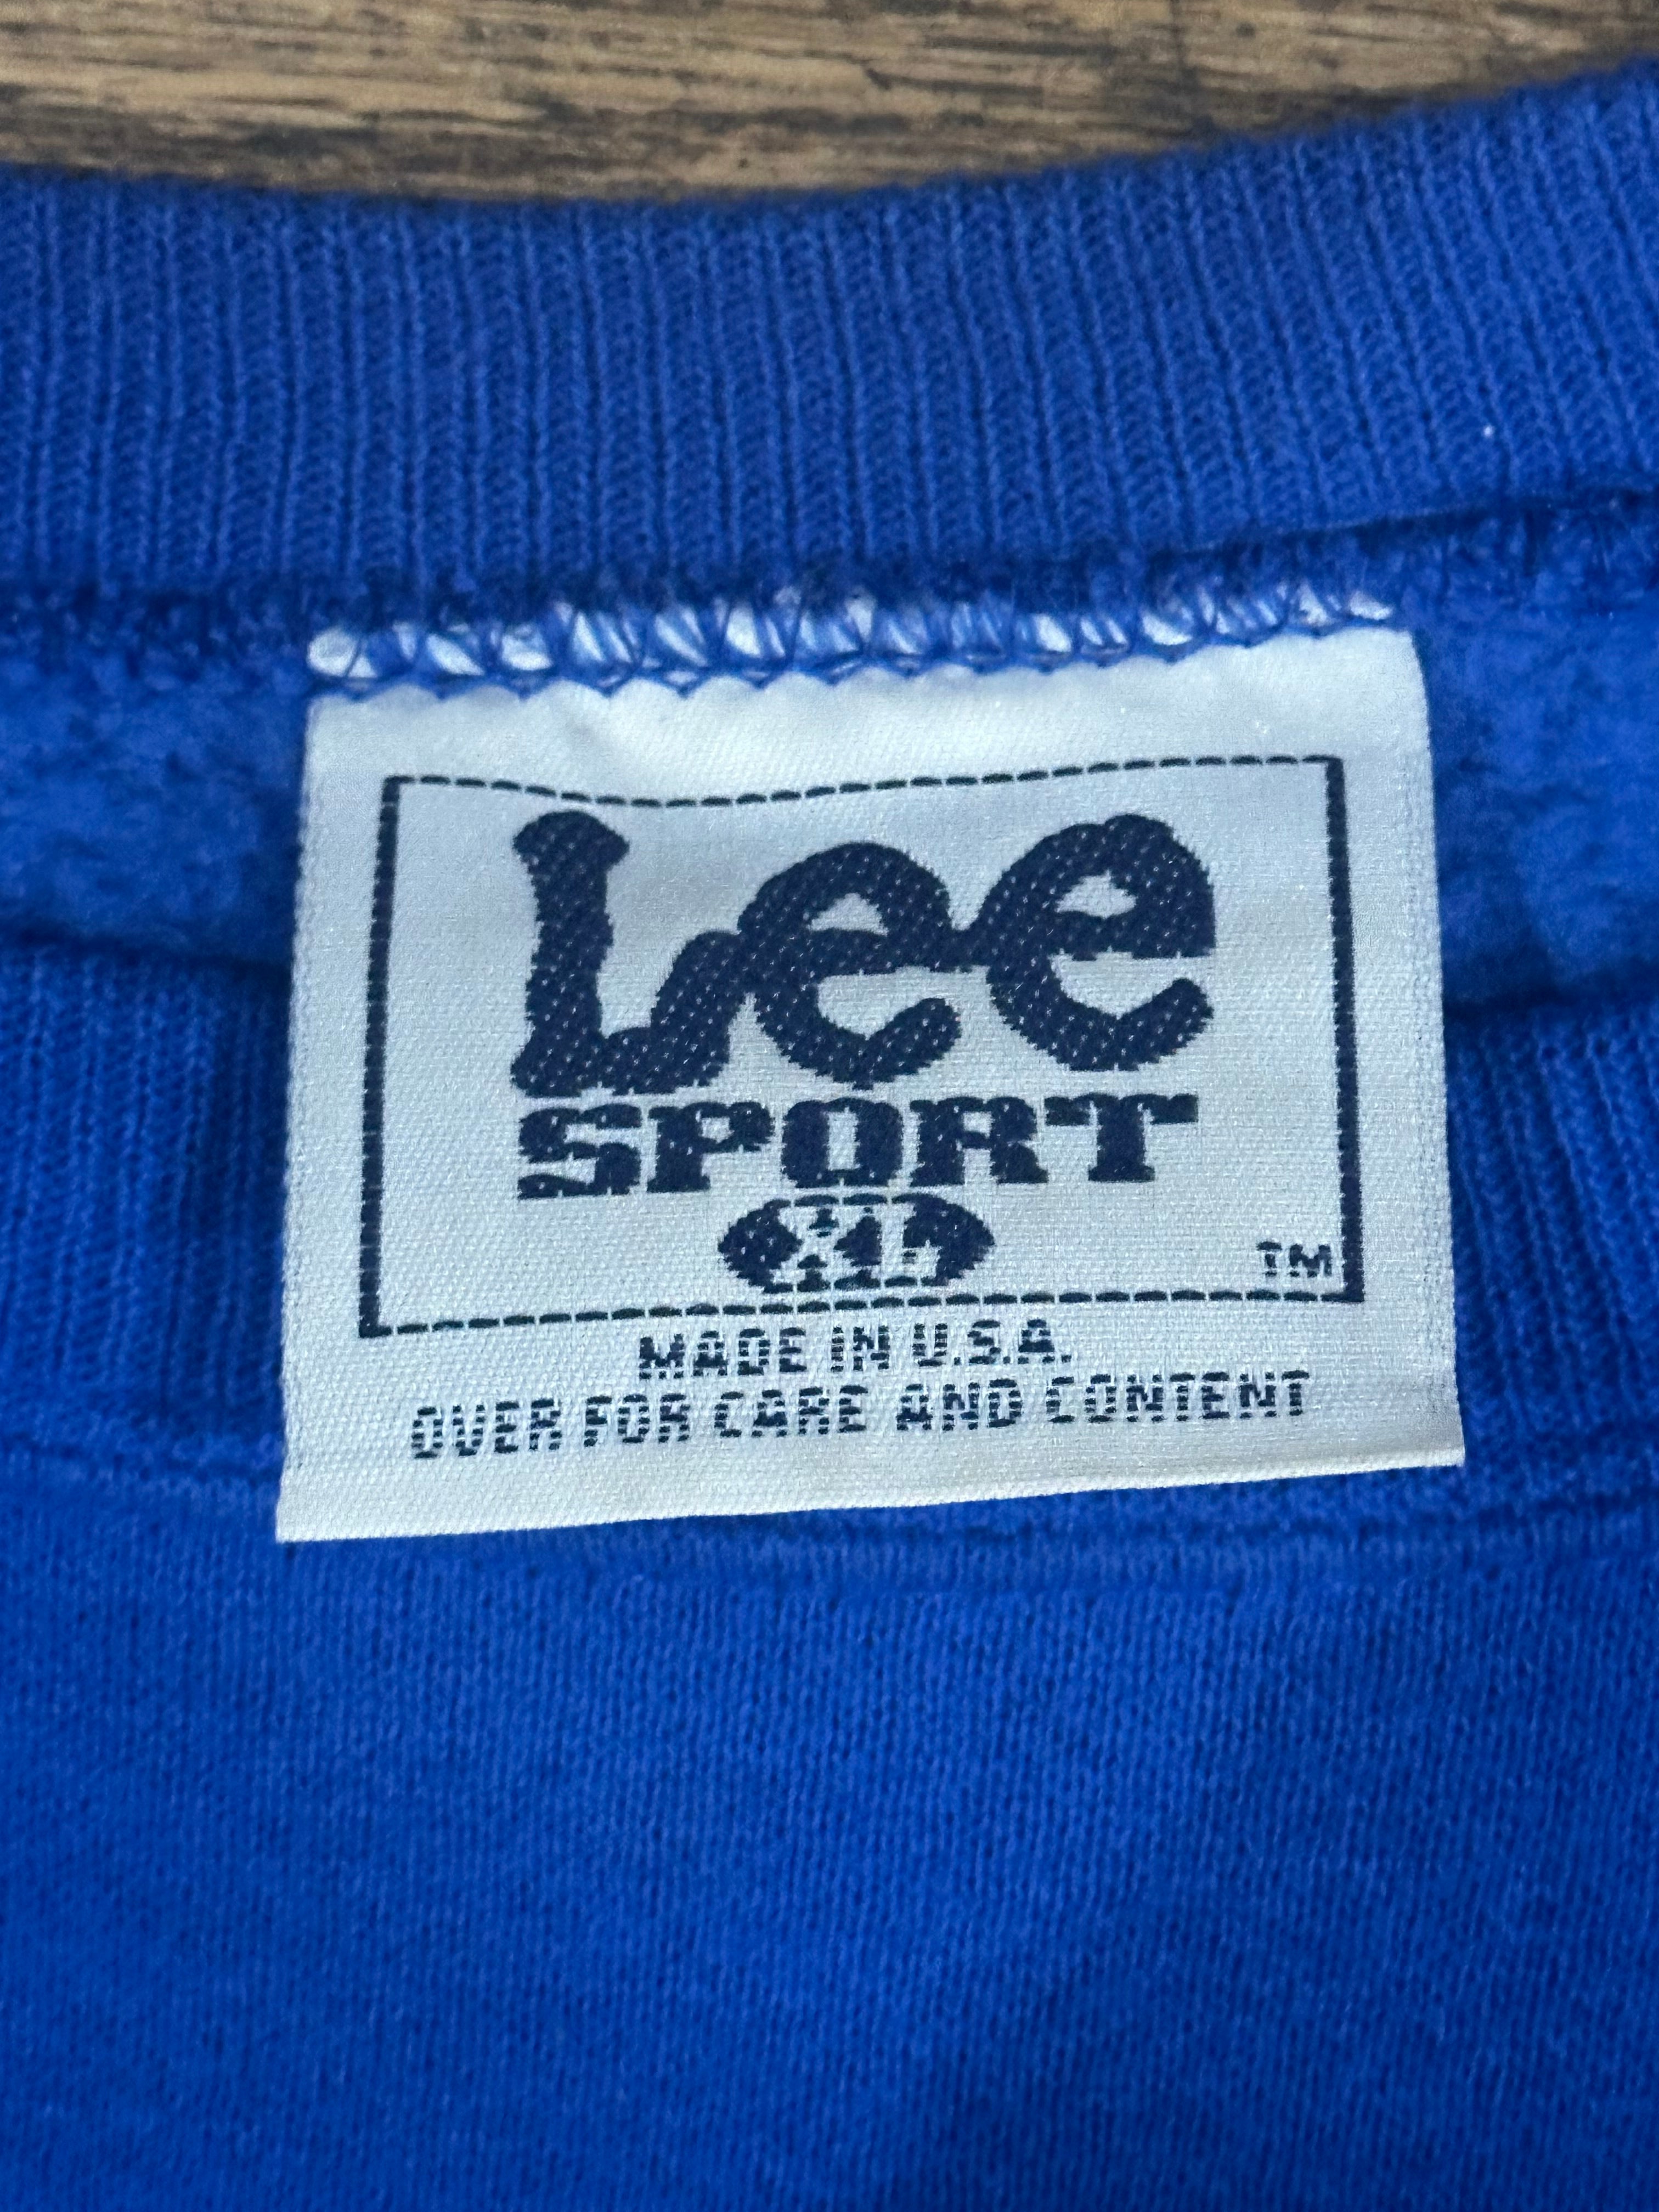 Lee
SPORT
XL
TM
MADE IN U.S.A.
OVER FOR CARE AND CONTENT